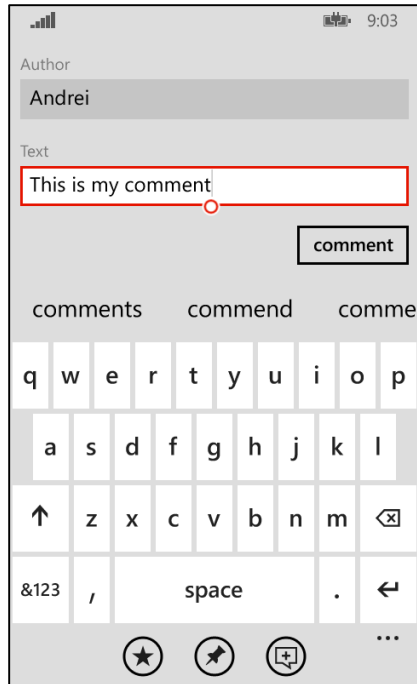 9:03
Author
Andrei
Text
This is my comment
comment
comments commend comme
q w e r t y u i o p
a s d f g h j k l
z x c v b n m
&123 , space .